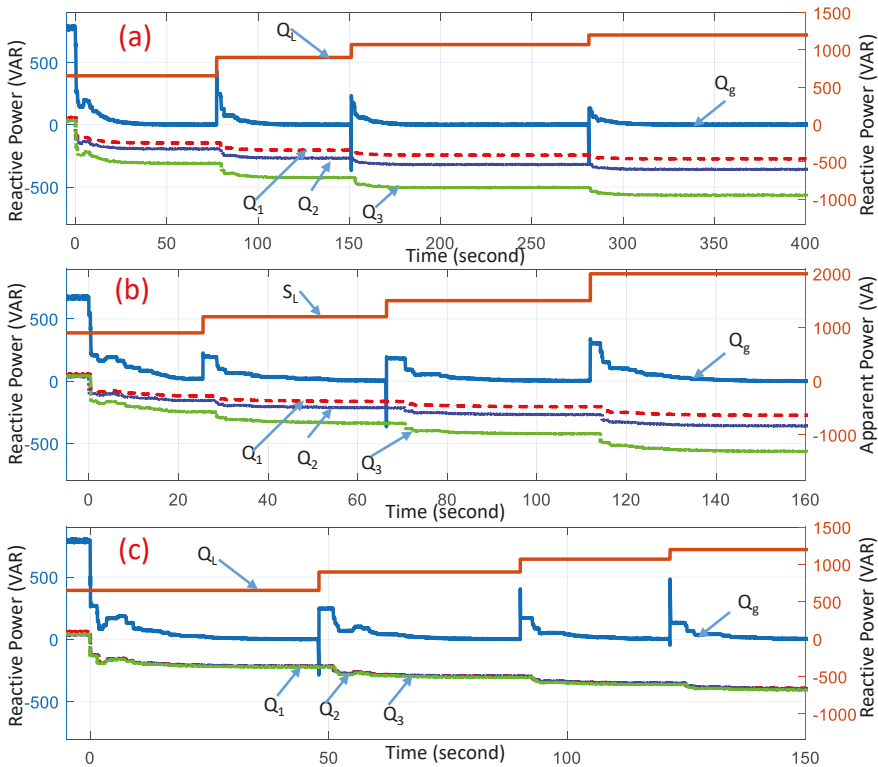 (a)
Q_L
Q_g
Q_1
Q_2
Q_3
Reactive Power (VAR)
500
0
-500
Reactive Power (VAR)
1500
1000
500
0
-500
-1000
0 50 100 150 200 250 300 350 400
Time (second)
(b)
S_L
Q_g
Q_1
Q_2
Q_3
Reactive Power (VAR)
500
0
-500
Apparent Power (VA)
2000
1000
0
-1000
0 20 40 60 80 100 120 140 160
Time (second)
(c)
Q_L
Q_g
Q_1
Q_2
Q_3
Reactive Power (VAR)
500
0
-500
Reactive Power (VAR)
1500
1000
500
0
-500
-1000
0 50 100 150
Time (second)